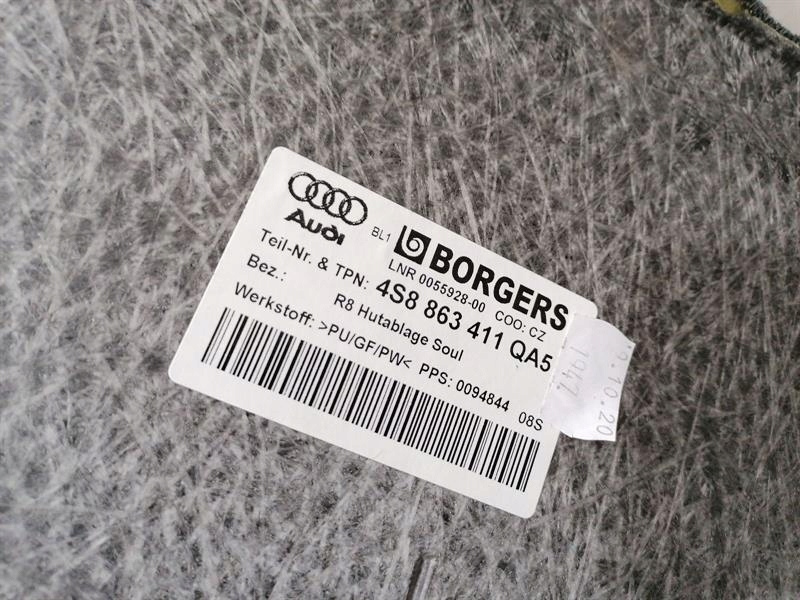 Audi
BL1 BORGERS
LNR 0055928-00 COO: CZ
Teil-Nr. & TPN: 4S8 863 411 QA5
Bez.: R8 Hutablage Soul
Werkstoff: >PU/GF/PW< PPS: 0094844 08S
9.10.20